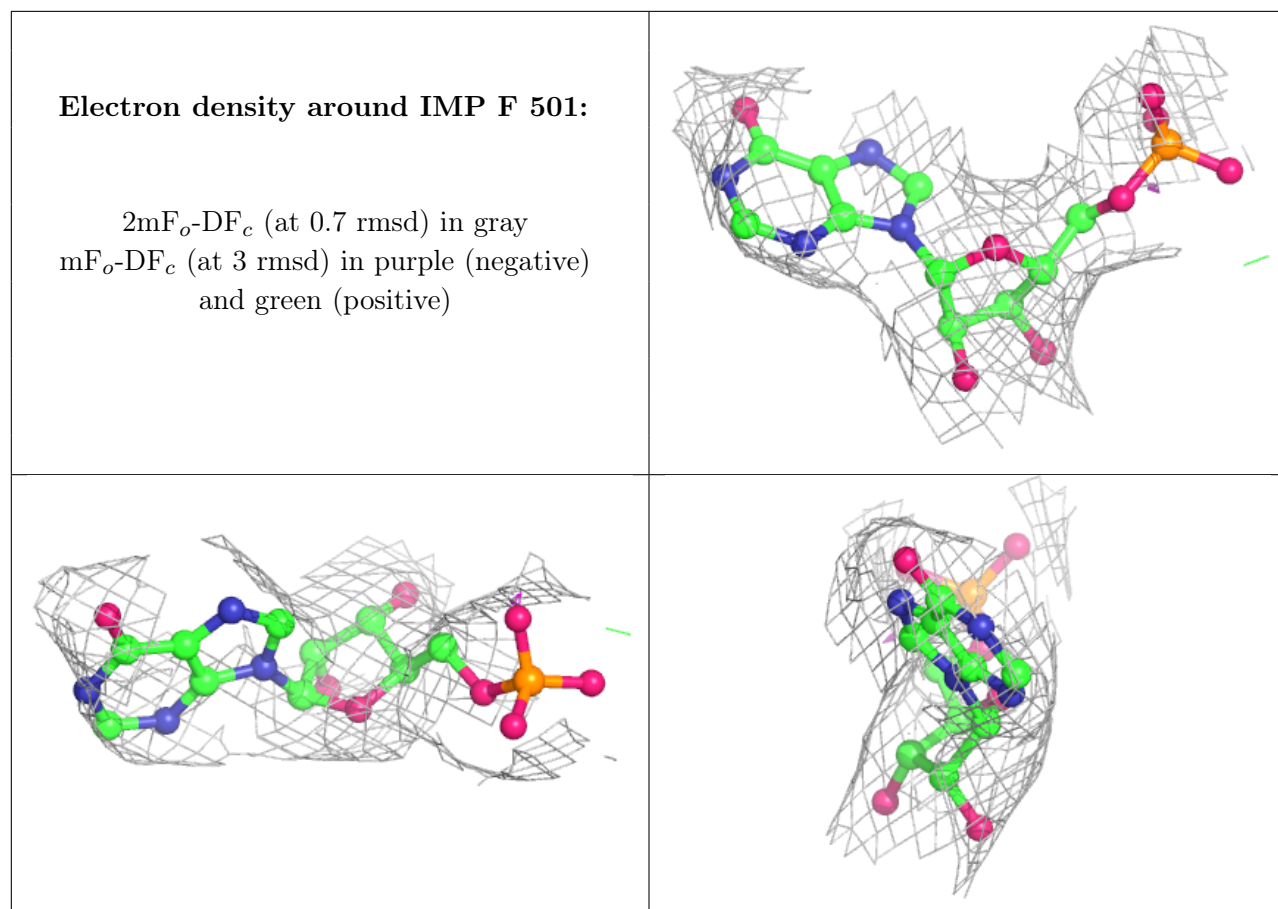 Electron density around IMP F 501:
2mFo-DFc (at 0.7 rmsd) in gray
mFo-DFc (at 3 rmsd) in purple (negative)
and green (positive)